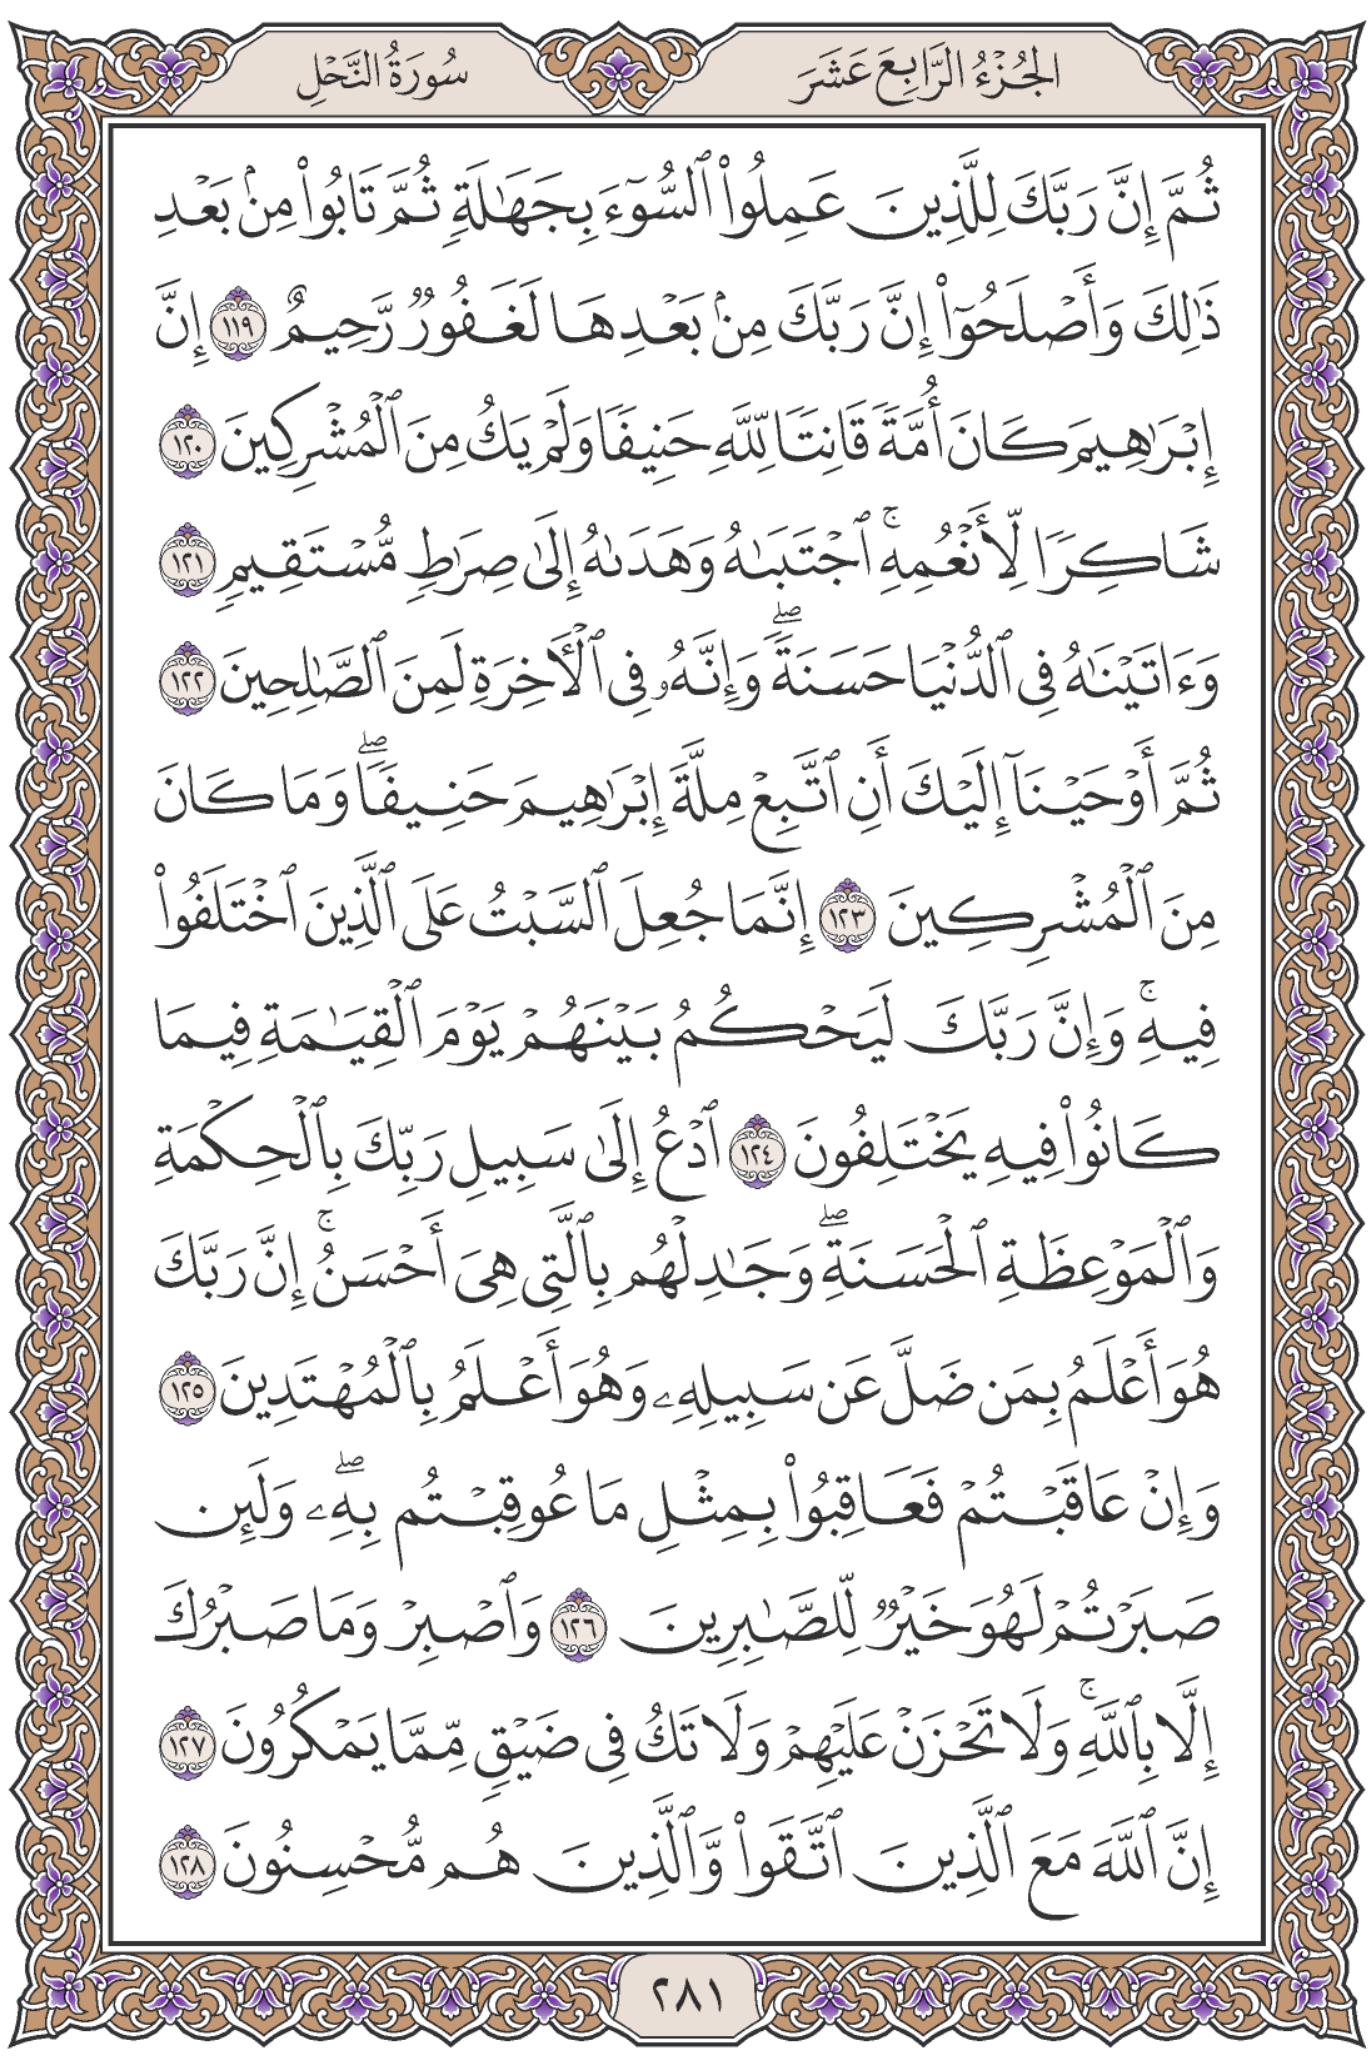 الجُزْءُ الرَّابِعَ عَشَرَ
سُورَةُ النَّحْلِ
ثُمَّ إِنَّ رَبَّكَ لِلَّذِينَ عَمِلُوا۟ ٱلسُّوٓءَ بِجَهَٰلَةٖ ثُمَّ تَابُوا۟ مِنۢ بَعۡدِ
ذَٰلِكَ وَأَصۡلَحُوٓا۟ إِنَّ رَبَّكَ مِنۢ بَعۡدِهَا لَغَفُورٞ رَّحِيمٌ ١١٩ إِنَّ
إِبۡرَٰهِيمَ كَانَ أُمَّةٗ قَانِتٗا لِّلَّهِ حَنِيفٗا وَلَمۡ يَكُ مِنَ ٱلۡمُشۡرِكِينَ ١٢٠
شَاكِرٗا لِّأَنۡعُمِهِۚ ٱجۡتَبَىٰهُ وَهَدَىٰهُ إِلَىٰ صِرَٰطٖ مُّسۡتَقِيمٖ ١٢١
وَءَاتَيۡنَٰهُ فِي ٱلدُّنۡيَا حَسَنَةٗۖ وَإِنَّهُۥ فِي ٱلۡأٓخِرَةِ لَمِنَ ٱلصَّٰلِحِينَ ١٢٢
ثُمَّ أَوۡحَيۡنَآ إِلَيۡكَ أَنِ ٱتَّبِعۡ مِلَّةَ إِبۡرَٰهِيمَ حَنِيفٗاۖ وَمَا كَانَ
مِنَ ٱلۡمُشۡرِكِينَ ١٢٣ إِنَّمَا جُعِلَ ٱلسَّبۡتُ عَلَى ٱلَّذِينَ ٱخۡتَلَفُوا۟
فِيهِۚ وَإِنَّ رَبَّكَ لَيَحۡكُمُ بَيۡنَهُمۡ يَوۡمَ ٱلۡقِيَٰمَةِ فِيمَا
كَانُوا۟ فِيهِ يَخۡتَلِفُونَ ١٢٤ ٱدۡعُ إِلَىٰ سَبِيلِ رَبِّكَ بِٱلۡحِكۡمَةِ
وَٱلۡمَوۡعِظَةِ ٱلۡحَسَنَةِۖ وَجَٰدِلۡهُم بِٱلَّتِي هِيَ أَحۡسَنُۚ إِنَّ رَبَّكَ
هُوَ أَعۡلَمُ بِمَن ضَلَّ عَن سَبِيلِهِۦ وَهُوَ أَعۡلَمُ بِٱلۡمُهۡتَدِينَ ١٢٥
وَإِنۡ عَاقَبۡتُمۡ فَعَاقِبُوا۟ بِمِثۡلِ مَا عُوقِبۡتُم بِهِۦۖ وَلَئِن
صَبَرۡتُمۡ لَهُوَ خَيۡرٞ لِّلصَّٰبِرِينَ ١٢٦ وَٱصۡبِرۡ وَمَا صَبۡرُكَ
إِلَّا بِٱللَّهِۚ وَلَا تَحۡزَنۡ عَلَيۡهِمۡ وَلَا تَكُ فِي ضَيۡقٖ مِّمَّا يَمۡكُرُونَ ١٢٧
إِنَّ ٱللَّهَ مَعَ ٱلَّذِينَ ٱتَّقَوا۟ وَّٱلَّذِينَ هُم مُّحۡسِنُونَ ١٢٨
٢٨١